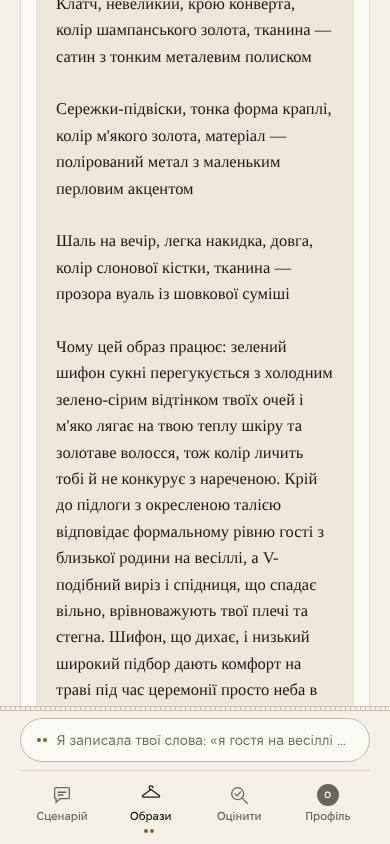 Клатч, невеликий, крою конверта,
колір шампанського золота, тканина —
сатин з тонким металевим полиском
Сережки-підвіски, тонка форма краплі,
колір м'якого золота, матеріал —
полірований метал з маленьким
перловим акцентом
Шаль на вечір, легка накидка, довга,
колір слонової кістки, тканина —
прозора вуаль із шовкової суміші
Чому цей образ працює: зелений
шифон сукні перегукується з холодним
зелено-сірим відтінком твоїх очей і
м'яко лягає на твою теплу шкіру та
золотаве волосся, тож колір личить
тобі й не конкурує з нареченою. Крій
до підлоги з окресленою талією
відповідає формальному рівню гості з
близької родини на весіллі, а V-
подібний виріз і спідниця, що спадає
вільно, врівноважують твої плечі та
стегна. Шифон, що дихає, і низький
широкий підбор дають комфорт на
траві під час церемонії просто неба в
Я записала твої слова: «я гостя на весіллі ...
Сценарій
Образи
Оцінити
О
Профіль